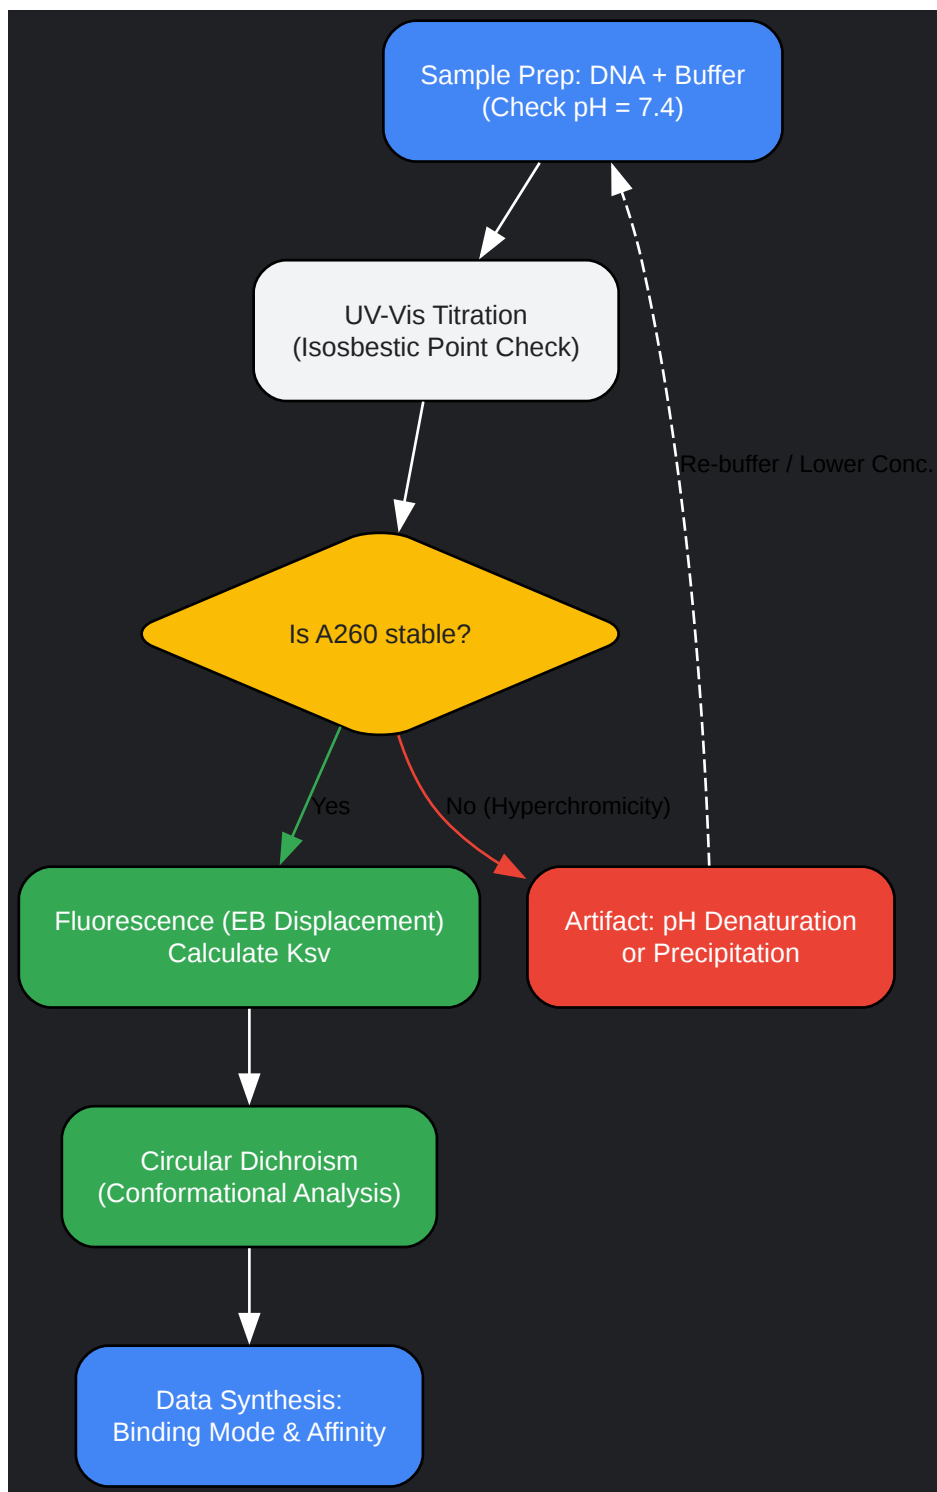 Sample Prep: DNA + Buffer
(Check pH = 7.4)
UV-Vis Titration
(Isosbestic Point Check)
Re-buffer / Lower Conc.
Is A260 stable?
Yes
No (Hyperchromicity)
Fluorescence (EB Displacement)
Calculate Ksv
Artifact: pH Denaturation
or Precipitation
Circular Dichroism
(Conformational Analysis)
Data Synthesis:
Binding Mode & Affinity